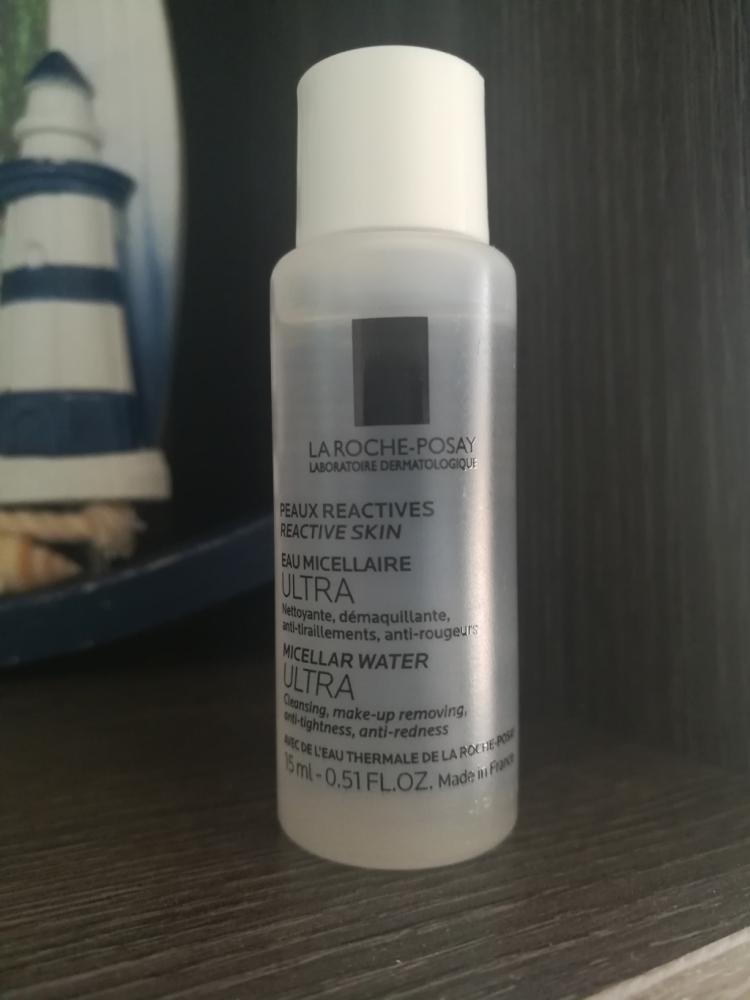 LA ROCHE-POSAY
LABORATOIRE DERMATOLOGIQUE
PEAUX REACTIVES
REACTIVE SKIN
EAU MICELLAIRE
ULTRA
Nettoyante, démaquillante,
anti-tiraillements, anti-rougeurs
MICELLAR WATER
ULTRA
Cleansing, make-up removing,
anti-tightness, anti-redness
AVEC DE L'EAU THERMALE DE LA ROCHE-POSAY
15 ml - 0.51 FL.OZ. Made in France